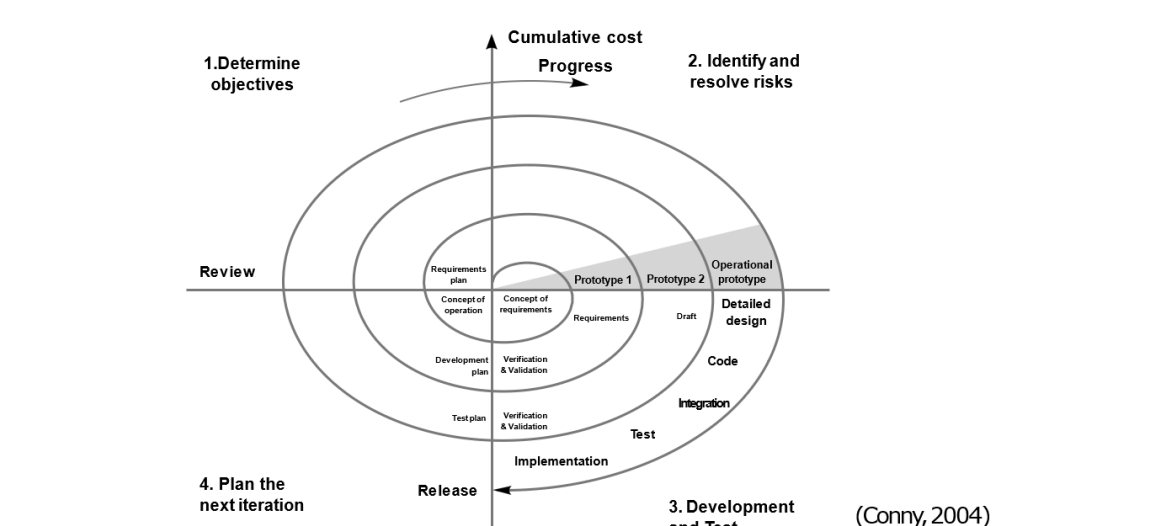 Cumulative cost
1.Determine
objectives
Progress
2. Identify and
resolve risks
Review
Requirements
plan
Prototype 1
Prototype 2
Operational
prototype
Concept of
operation
Concept of
requirements
Requirements
Draft
Detailed
design
Development
plan
Verification
& Validation
Code
Integration
Test plan
Verification
& Validation
Test
Implementation
4. Plan the
next iteration
Release
3. Development
and Test
(Conny, 2004)